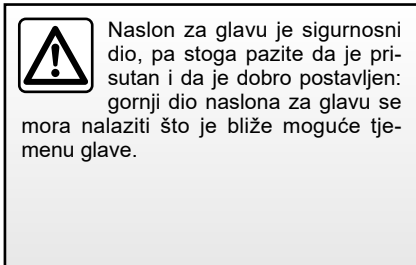 Naslon za glavu je sigurnosni
dio, pa stoga pazite da je pri-
sutan i da je dobro postavljen:
gornji dio naslona za glavu se
mora nalaziti što je bliže moguće tje-
menu glave.